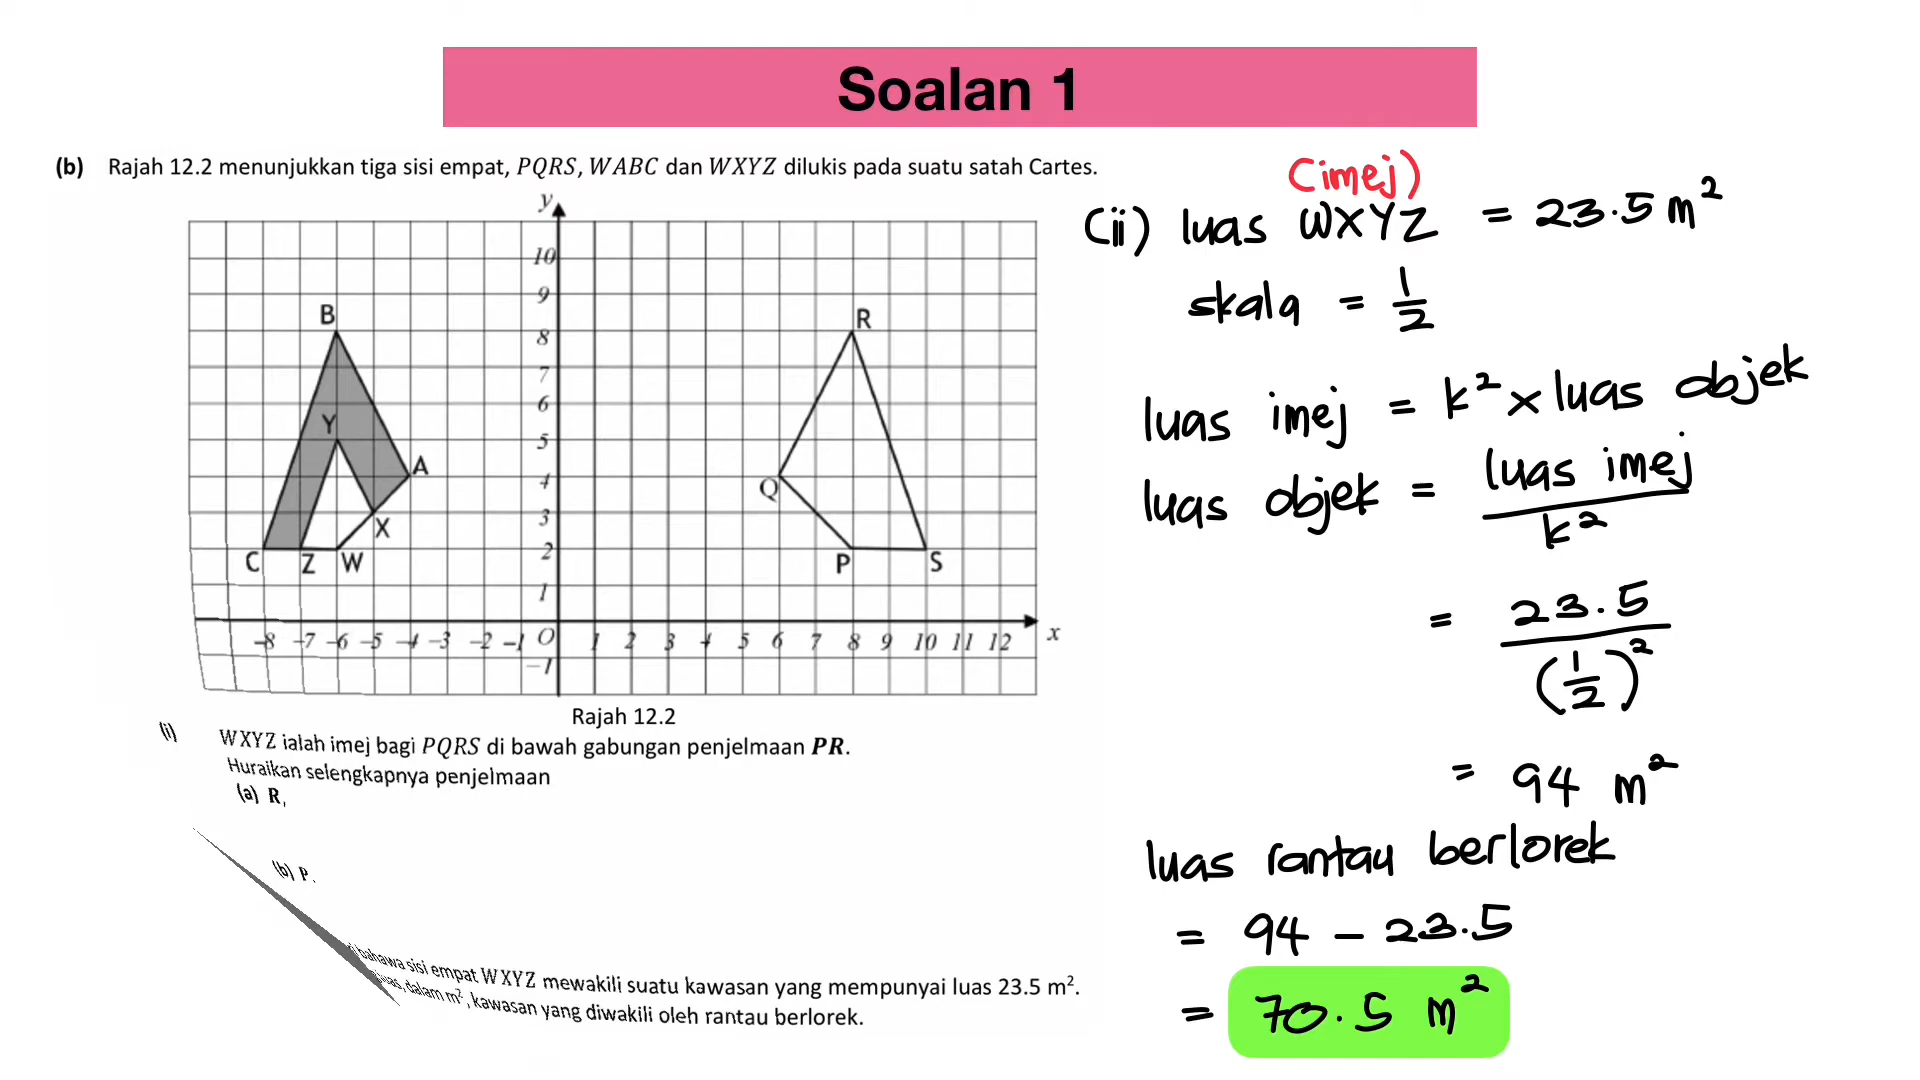 Soalan 1
(b) Rajah 12.2 menunjukkan tiga sisi empat, PQRS, WABC dan WXYZ dilukis pada suatu satah Cartes.
y
10
9
8
7
6
5
4
3
2
1
O
-1
-8 -7 -6 -5 -4 -3 -2 -1
1 2 3 4 5 6 7 8 9 10 11 12
x
B
Y
A
X
C Z W
R
Q
P S
Rajah 12.2
(i) WXYZ ialah imej bagi PQRS di bawah gabungan penjelmaan PR.
Huraikan selengkapnya penjelmaan
(a) R,
(b) P.
bahawa sisi empat WXYZ mewakili suatu kawasan yang mempunyai luas 23.5 m².
luas, dalam m², kawasan yang diwakili oleh rantau berlorek.
(imej)
(ii) luas WXYZ = 23.5 m²
skala = 1/2
luas imej = k² x luas objek
luas objek = luas imej / k²
= 23.5 / (1/2)²
= 94 m²
luas rantau berlorek
= 94 - 23.5
= 70.5 m²